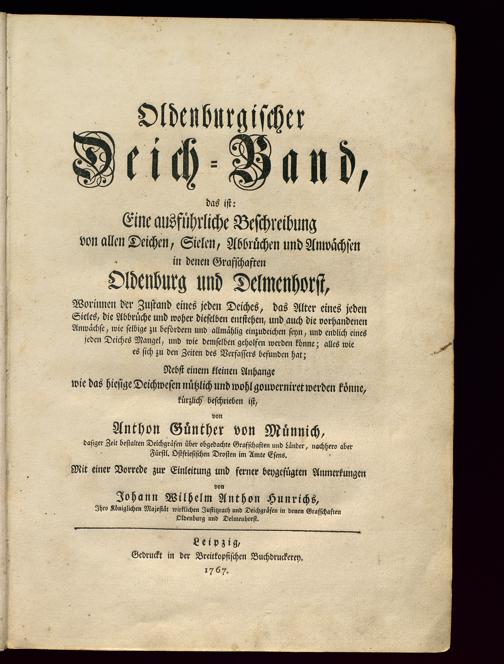 Oldenburgischer
Deich-Band,
das ist:
Eine ausführliche Beschreibung
von allen Deichen, Sielen, Abbrüchen und Anwächsen
in denen Grafschaften
Oldenburg und Delmenhorst,
Worinnen der Zustand eines jeden Deiches, das Alter eines jeden
Sieles, die Abbrüche und woher dieselben entstehen, und auch die vorhandenen
Anwächse, wie selbige zu befördern und allmählig einzudeichen seyn, und endlich eines
jeden Deiches Mangel, und wie demselben geholfen werden könne; alles wie
es sich zu den Zeiten des Verfassers befunden hat;
Nebst einem kleinen Anhange
wie das hiesige Deichwesen nützlich und wohl gouverniret werden könne,
kürzlich beschrieben ist,
von
Anthon Günther von Münnich,
dasiger Zeit bestalten Deichgräfen über obgedachte Grafschaften und Länder, nachhero aber
Fürstl. Ostfriesischen Drosten im Amte Esens.
Mit einer Vorrede zur Einleitung und ferner beygefügten Anmerkungen
von
Johann Wilhelm Anthon Hunrichs,
Ihro Königlichen Majestät wirklichen Justizrath und Deichgräfen in denen Grafschaften
Oldenburg und Delmenhorst.
Leipzig,
Gedruckt in der Breitkopfischen Buchdruckerey.
1767.